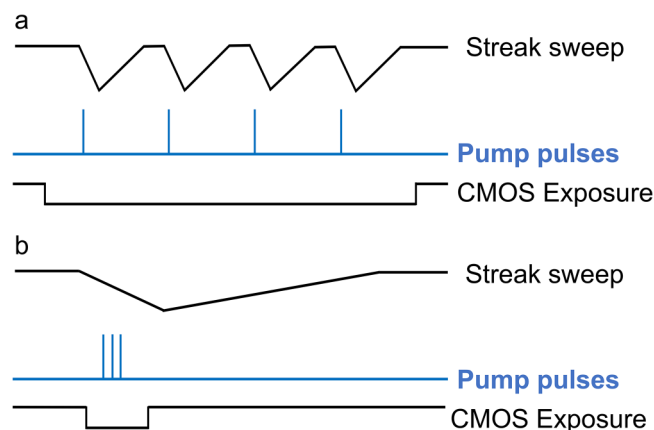 a
Streak sweep
Pump pulses
CMOS Exposure
b
Streak sweep
Pump pulses
CMOS Exposure